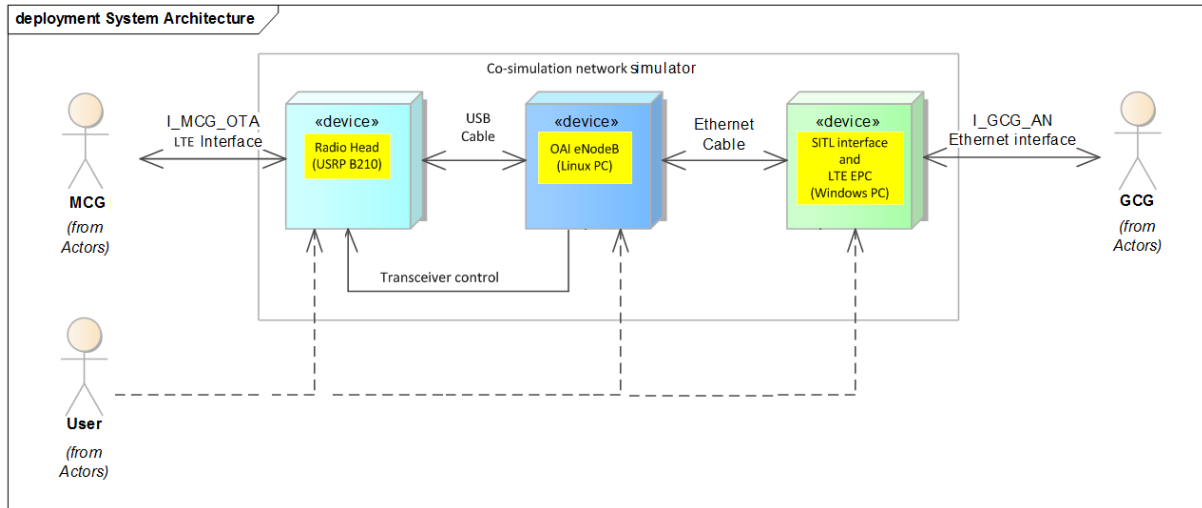 deployment System Architecture
Co-simulation network simulator
I_MCG_OTA
LTE Interface
«device»
Radio Head
(USRP B210)
USB
Cable
«device»
OAI eNodeB
(Linux PC)
Ethernet
Cable
«device»
SITL interface
and
LTE EPC
(Windows PC)
I_GCG_AN
Ethernet interface
MCG
(from
Actors)
GCG
(from
Actors)
Transceiver control
User
(from
Actors)